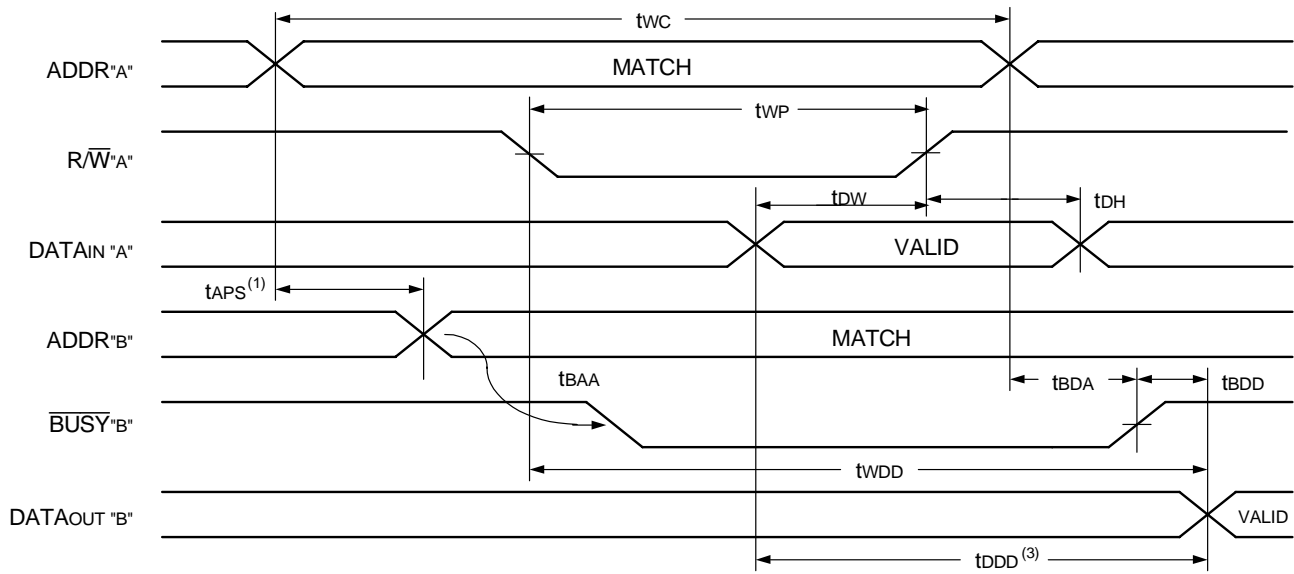 tWC
ADDR"A"
MATCH
tWP
R/W̅"A"
tDW
tDH
DATAIN "A"
VALID
tAPS(1)
ADDR"B"
MATCH
tBAA
tBDA
tBDD
B̅U̅S̅Y̅"B"
tWDD
DATAOUT "B"
VALID
tDDD(3)